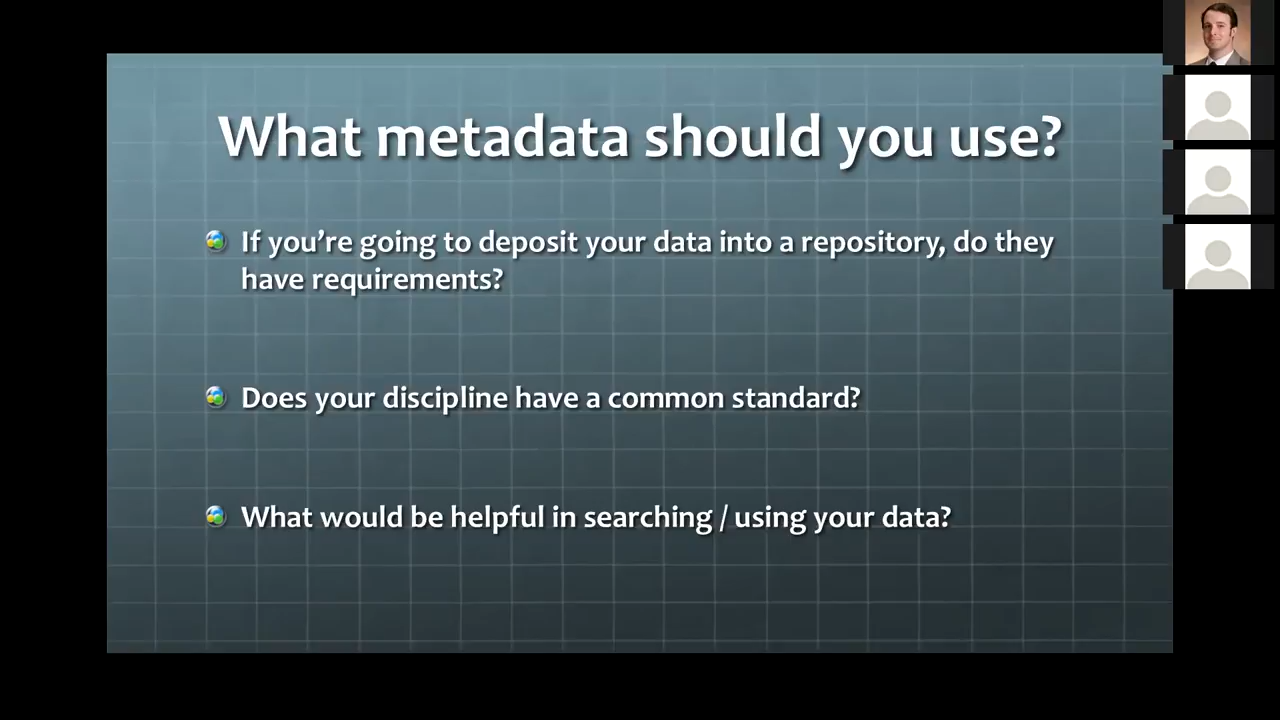 What metadata should you use?
If you’re going to deposit your data into a repository, do they
have requirements?
Does your discipline have a common standard?
What would be helpful in searching / using your data?